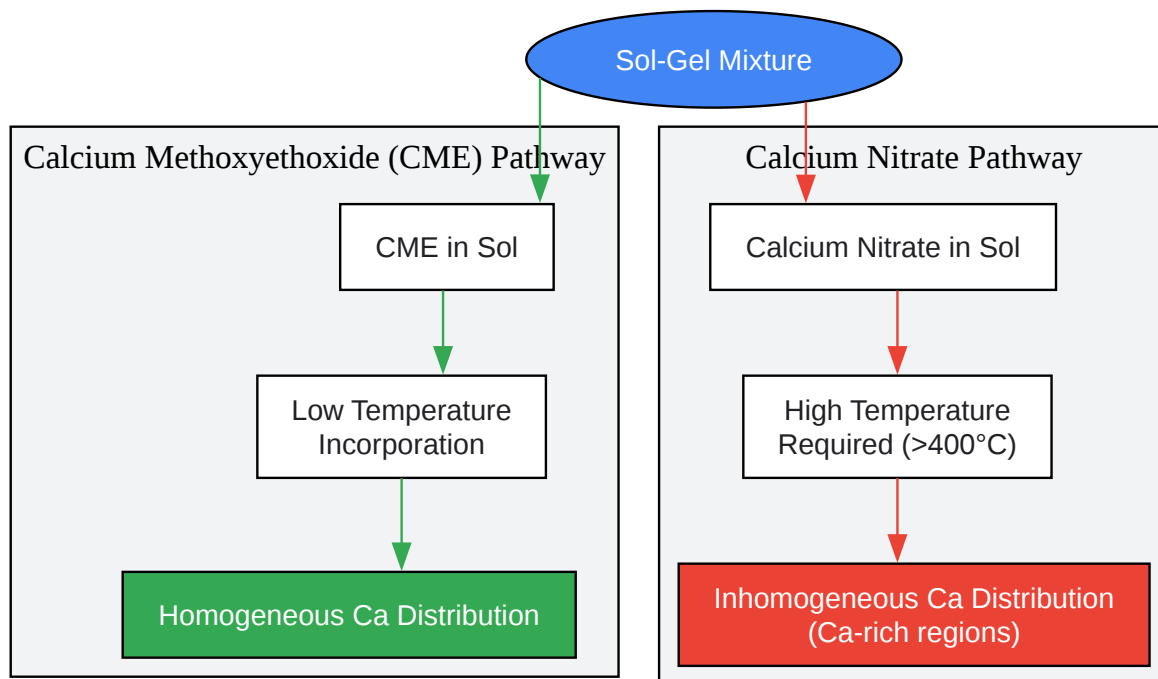 Sol-Gel Mixture
Calcium Methoxyethoxide (CME) Pathway
CME in Sol
Low Temperature
Incorporation
Homogeneous Ca Distribution
Calcium Nitrate Pathway
Calcium Nitrate in Sol
High Temperature
Required (>400°C)
Inhomogeneous Ca Distribution
(Ca-rich regions)